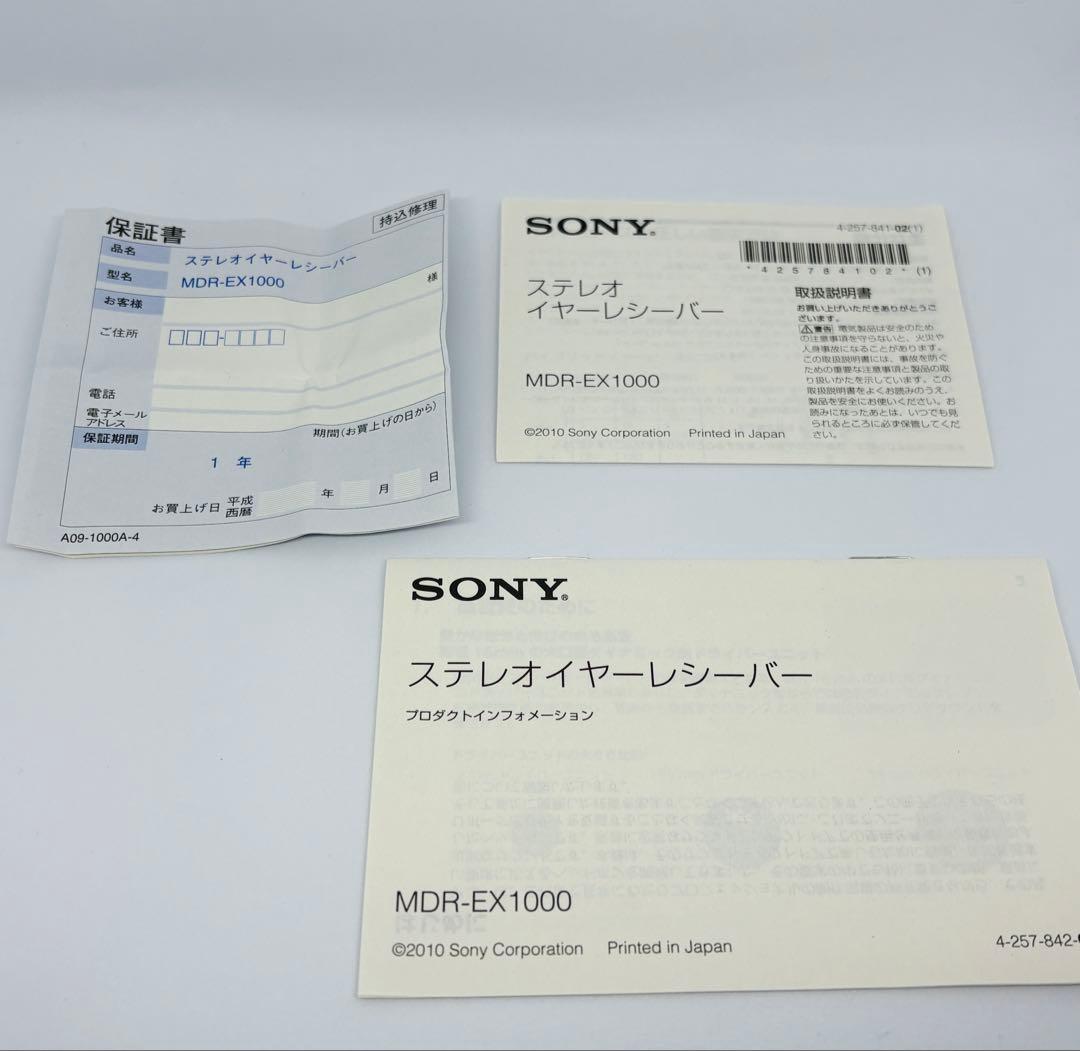 保証書
持込修理
品名 ステレオイヤーレシーバー
型名 MDR-EX1000
お客様 様
ご住所 □□□-□□□□
電話
電子メール
アドレス
保証期間 期間(お買上げの日から)
1 年
お買上げ日 平成 西暦 年 月 日
A09-1000A-4
SONY®
4-257-841-02(1)
*425784102*(1)
ステレオ
イヤーレシーバー
MDR-EX1000
©2010 Sony Corporation Printed in Japan
取扱説明書
お買い上げいただきありがとうご
ざいます。
⚠警告 電気製品は安全のため
の注意事項を守らないと、火災や
人身事故になることがあります。
この取扱説明書には、事故を防ぐ
ための重要な注意事項と製品の取
り扱いかたを示しています。この
取扱説明書をよくお読みのうえ、
製品を安全にお使いください。お
読みになったあとは、いつでも見
られるところに必ず保管してくだ
さい。
SONY®
ステレオイヤーレシーバー
プロダクトインフォメーション
MDR-EX1000
©2010 Sony Corporation Printed in Japan
4-257-842-